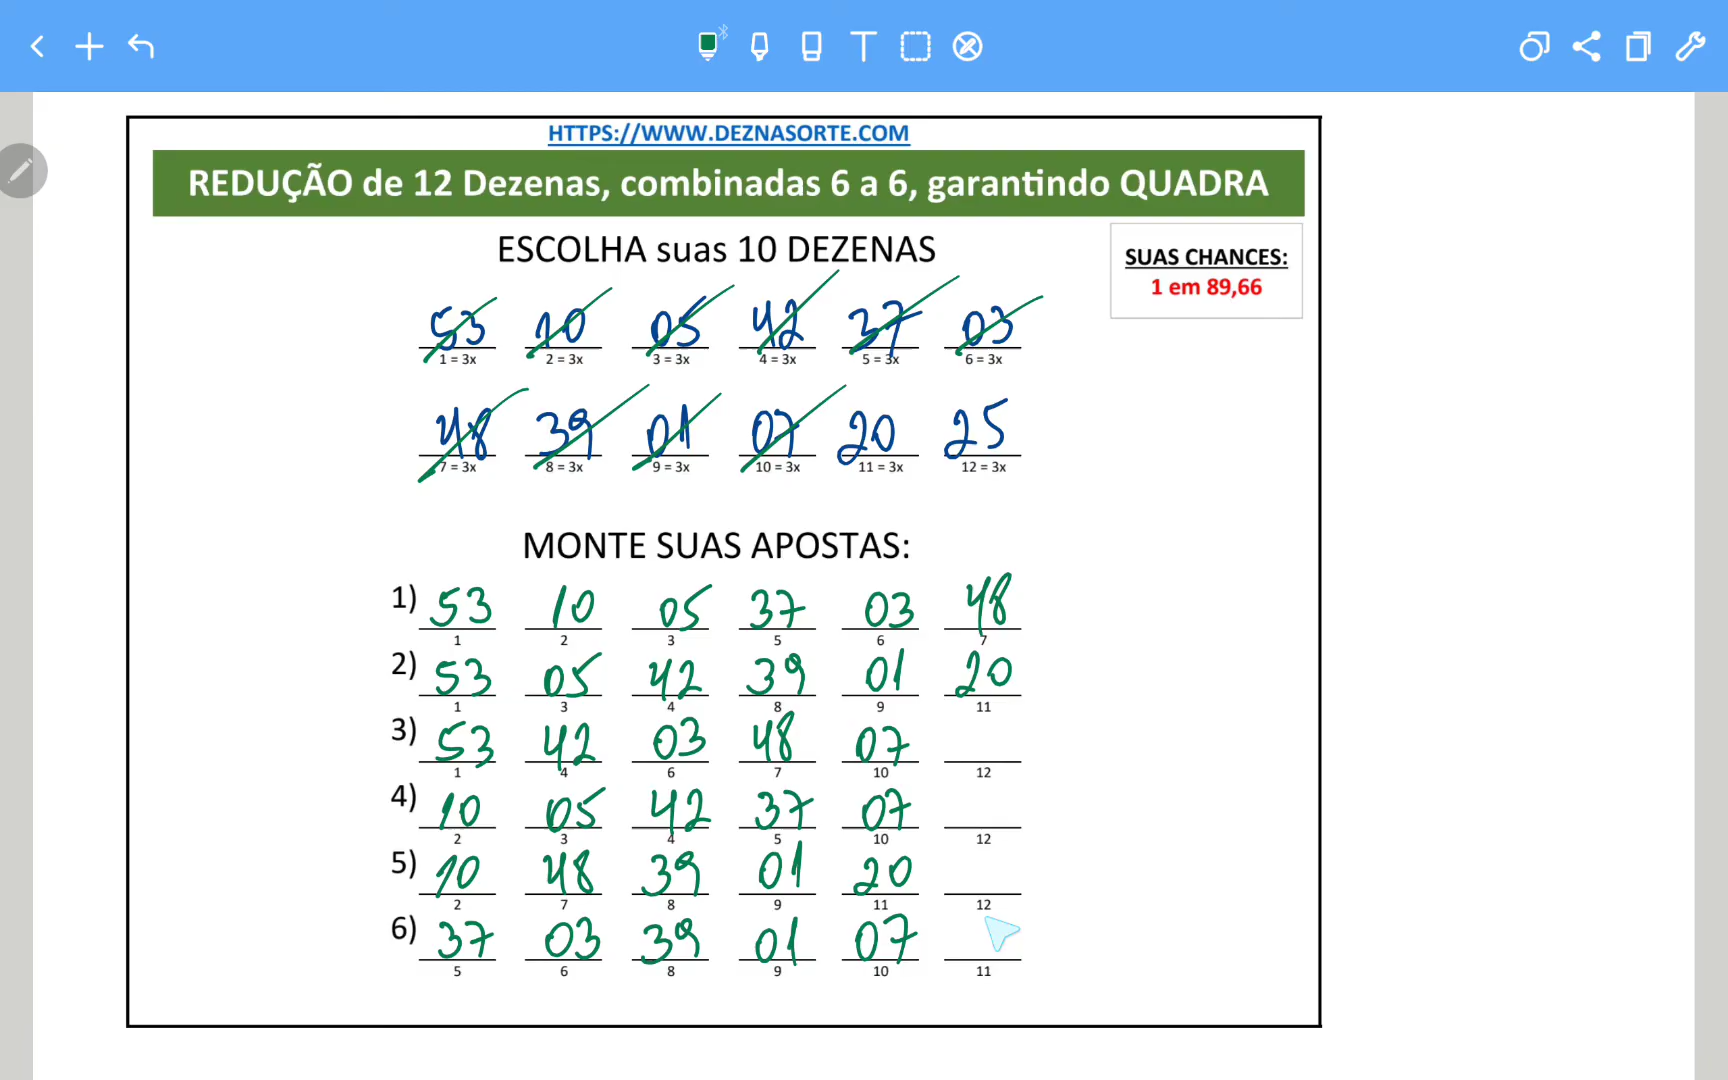 HTTPS://WWW.DEZNASORTE.COM
REDUÇÃO de 12 Dezenas, combinadas 6 a 6, garantindo QUADRA
ESCOLHA suas 10 DEZENAS
SUAS CHANCES:
1 em 89,66
53 10 05 42 37 03
1 = 3x 2 = 3x 3 = 3x 4 = 3x 5 = 3x 6 = 3x
48 39 01 07 20 25
7 = 3x 8 = 3x 9 = 3x 10 = 3x 11 = 3x 12 = 3x
MONTE SUAS APOSTAS:
1) 53 10 05 37 03 48
1 2 3 5 6 7
2) 53 05 42 39 01 20
1 3 4 8 9 11
3) 53 42 03 48 07
1 4 6 7 10 12
4) 10 05 42 37 07
2 3 4 5 10 12
5) 10 48 39 01 20
2 7 8 9 11 12
6) 37 03 39 01 07
5 6 8 9 10 11